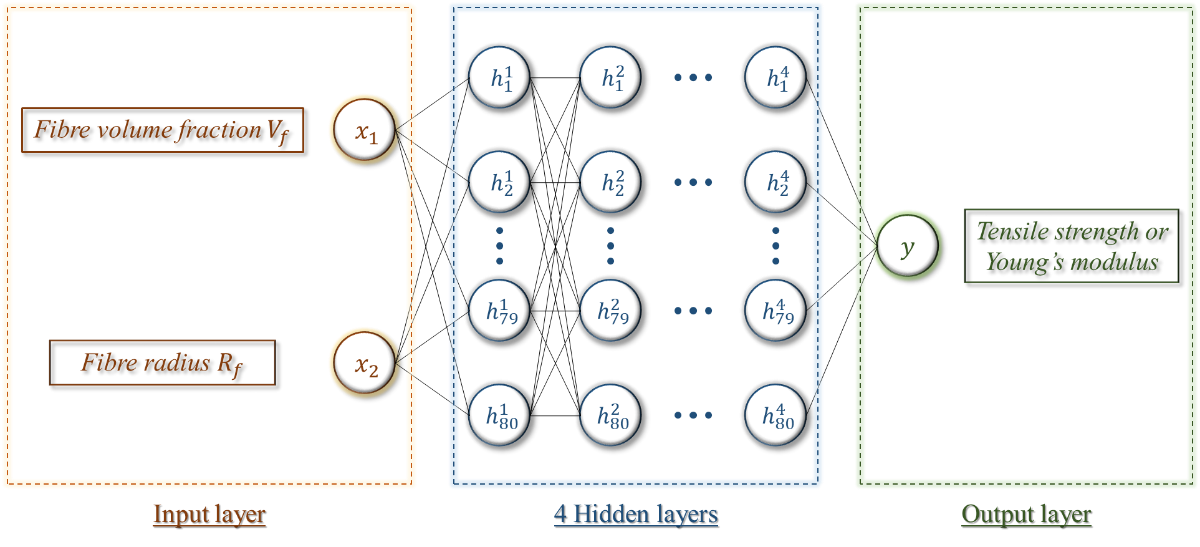 Fibre volume fraction V_f
x_1
Fibre radius R_f
x_2
h_1^1
h_1^2
•••
h_1^4
h_2^1
h_2^2
•••
h_2^4
h_79^1
h_79^2
•••
h_79^4
h_80^1
h_80^2
•••
h_80^4
y
Tensile strength or
Young's modulus
Input layer
4 Hidden layers
Output layer